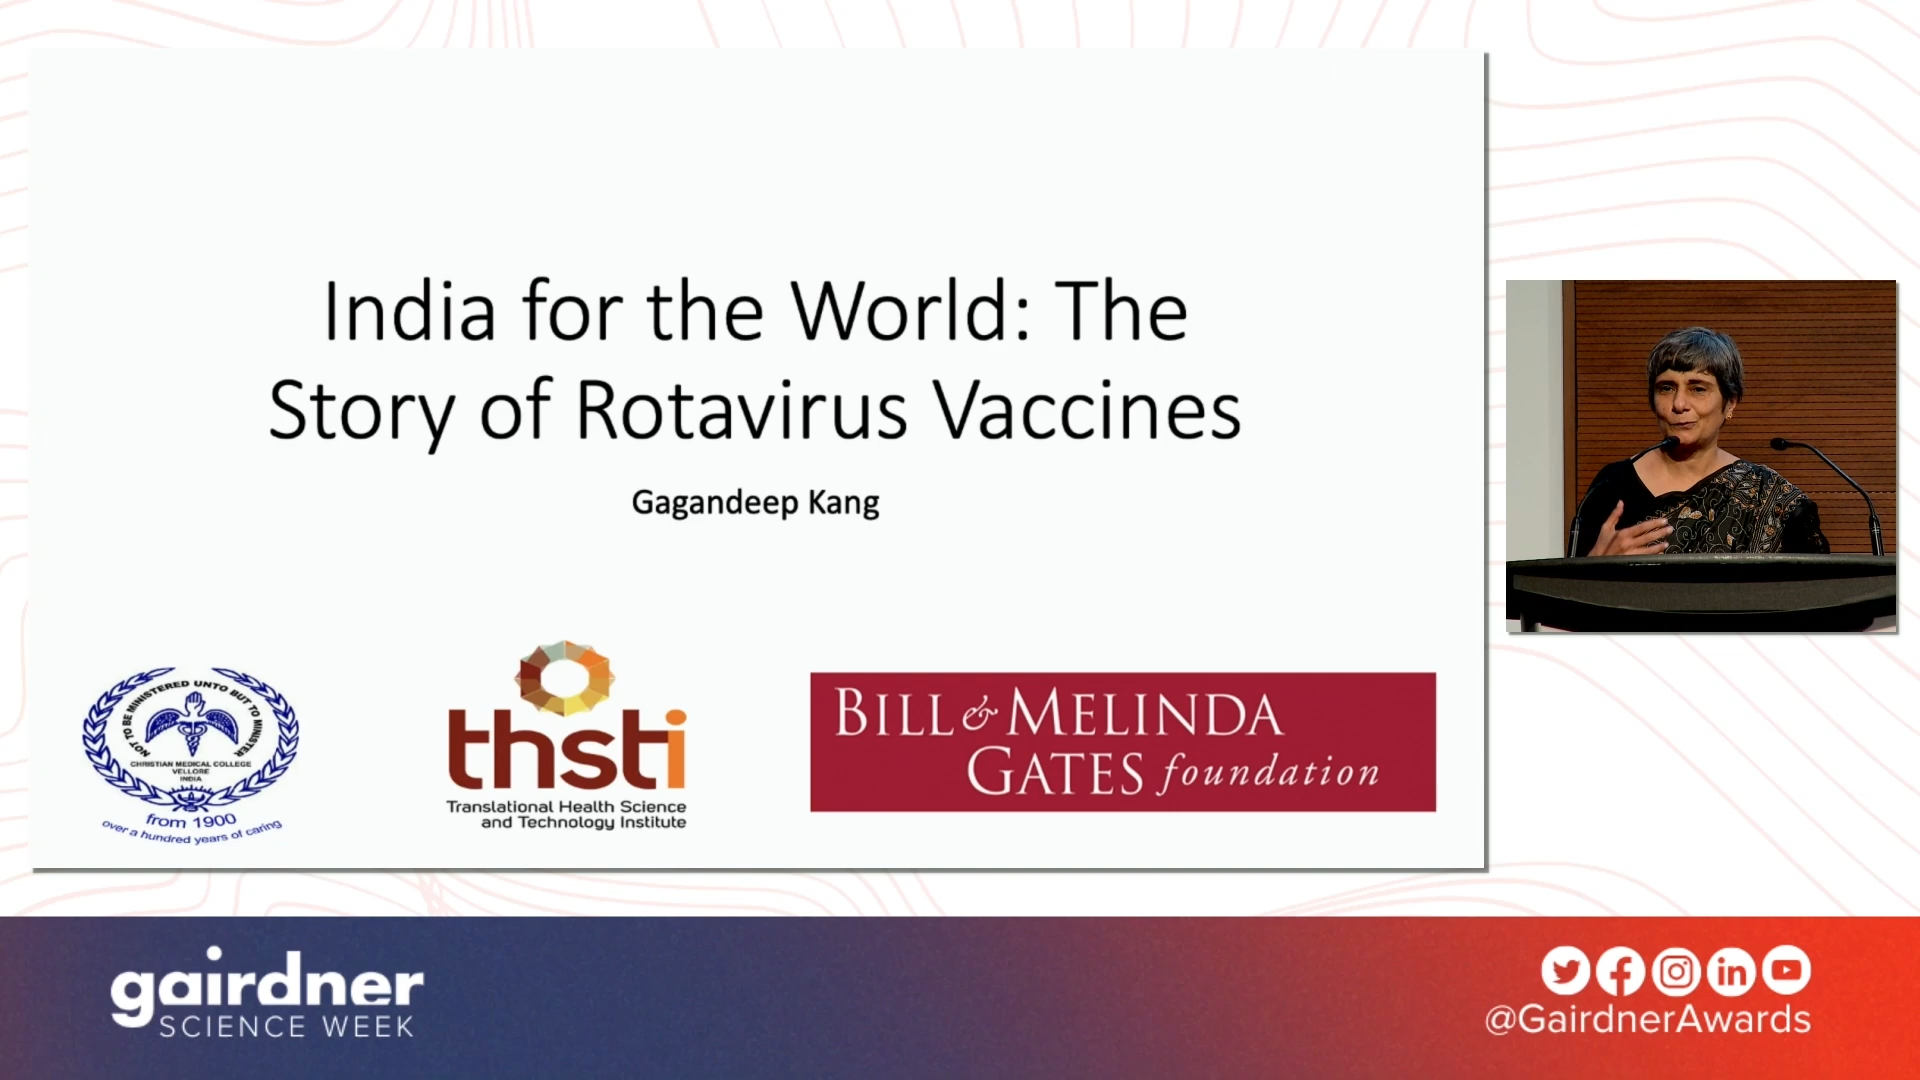 India for the World: The
Story of Rotavirus Vaccines
Gagandeep Kang
NOT TO BE MINISTERED UNTO BUT TO MINISTER
CHRISTIAN MEDICAL COLLEGE
VELLORE
INDIA
from 1900
over a hundred years of caring
thsti
Translational Health Science
and Technology Institute
BILL & MELINDA
GATES foundation
gairdner
SCIENCE WEEK
@GairdnerAwards